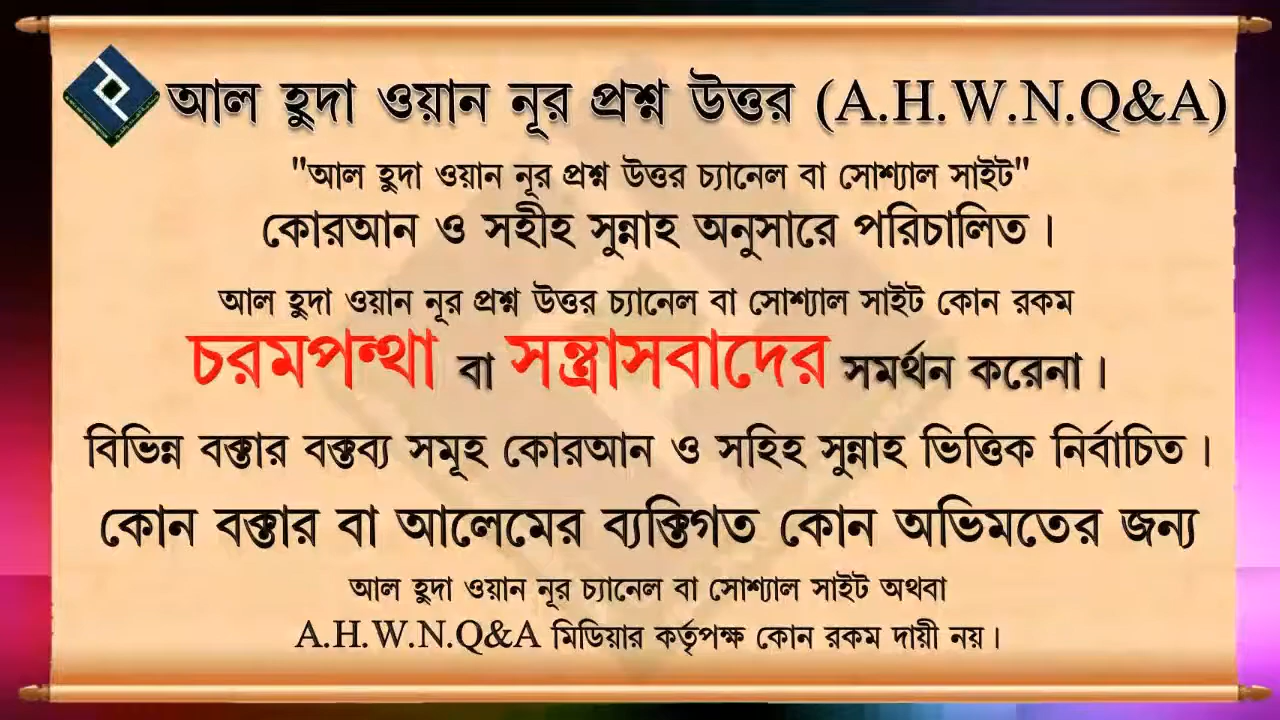 আল হুদা ওয়ান নূর প্রশ্ন উত্তর (A.H.W.N.Q&A)
"আল হুদা ওয়ান নূর প্রশ্ন উত্তর চ্যানেল বা সোশ্যাল সাইট"
কোরআন ও সহীহ সুন্নাহ অনুসারে পরিচালিত।
আল হুদা ওয়ান নূর প্রশ্ন উত্তর চ্যানেল বা সোশ্যাল সাইট কোন রকম
চরমপন্থা বা সন্ত্রাসবাদের সমর্থন করেনা।
বিভিন্ন বক্তার বক্তব্য সমূহ কোরআন ও সহিহ সুন্নাহ ভিত্তিক নির্বাচিত।
কোন বক্তার বা আলেমের ব্যক্তিগত কোন অভিমতের জন্য
আল হুদা ওয়ান নূর চ্যানেল বা সোশ্যাল সাইট অথবা
A.H.W.N.Q&A মিডিয়ার কর্তৃপক্ষ কোন রকম দায়ী নয়।